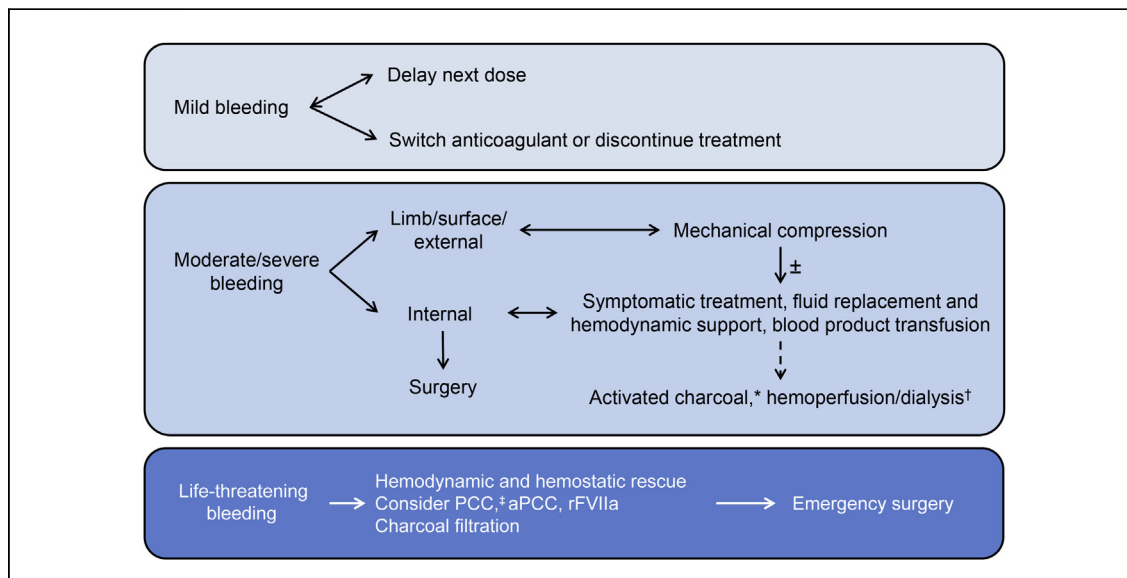 Mild bleeding
Delay next dose
Switch anticoagulant or discontinue treatment
Moderate/severe
bleeding
Limb/surface/
external
Mechanical compression
±
Internal
Symptomatic treatment, fluid replacement and
hemodynamic support, blood product transfusion
Surgery
Activated charcoal,* hemoperfusion/dialysis†
Life-threatening
bleeding
Hemodynamic and hemostatic rescue
Consider PCC,‡ aPCC, rFVIIa
Charcoal filtration
Emergency surgery